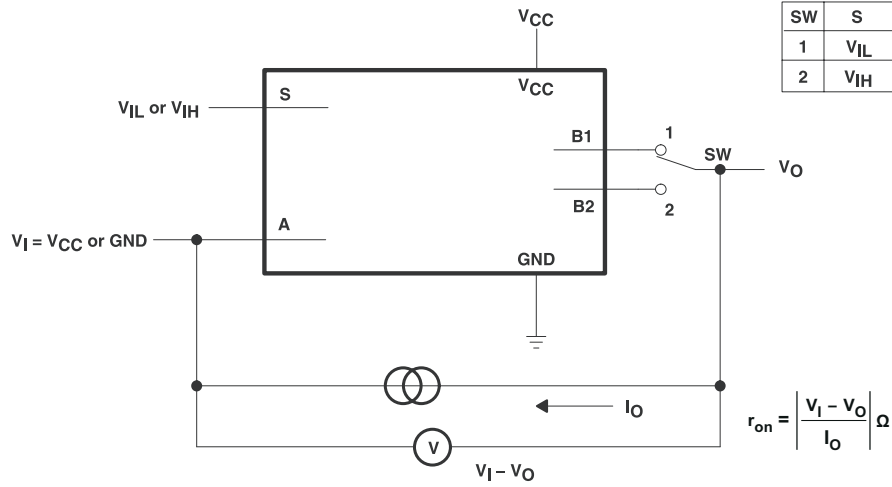 VCC
SW S
1 VIL
2 VIH
VCC
S
VIL or VIH
B1
1
SW
VO
B2
2
A
VI = VCC or GND
GND
IO
ron = | VI – VO / IO | Ω
V
VI – VO